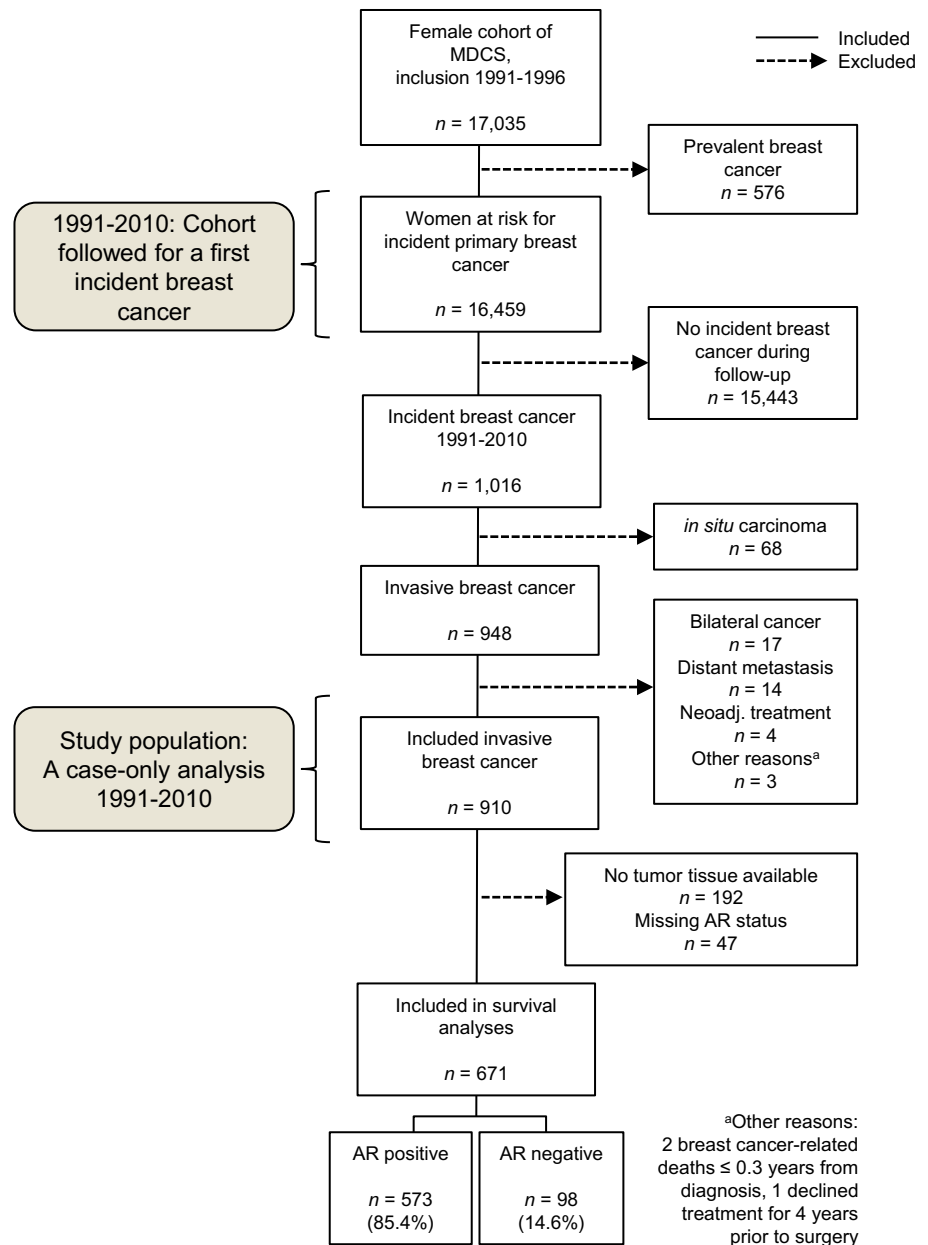 Female cohort of
MDCS,
inclusion 1991-1996
n = 17,035
Included
Excluded
Prevalent breast
cancer
n = 576
1991-2010: Cohort
followed for a first
incident breast
cancer
Women at risk for
incident primary breast
cancer
n = 16,459
No incident breast
cancer during
follow-up
n = 15,443
Incident breast cancer
1991-2010
n = 1,016
in situ carcinoma
n = 68
Invasive breast cancer
n = 948
Bilateral cancer
n = 17
Distant metastasis
n = 14
Neoadj. treatment
n = 4
Other reasonsᵃ
n = 3
Study population:
A case-only analysis
1991-2010
Included invasive
breast cancer
n = 910
No tumor tissue available
n = 192
Missing AR status
n = 47
Included in survival
analyses
n = 671
AR positive
n = 573
(85.4%)
AR negative
n = 98
(14.6%)
ᵃOther reasons:
2 breast cancer-related
deaths ≤ 0.3 years from
diagnosis, 1 declined
treatment for 4 years
prior to surgery